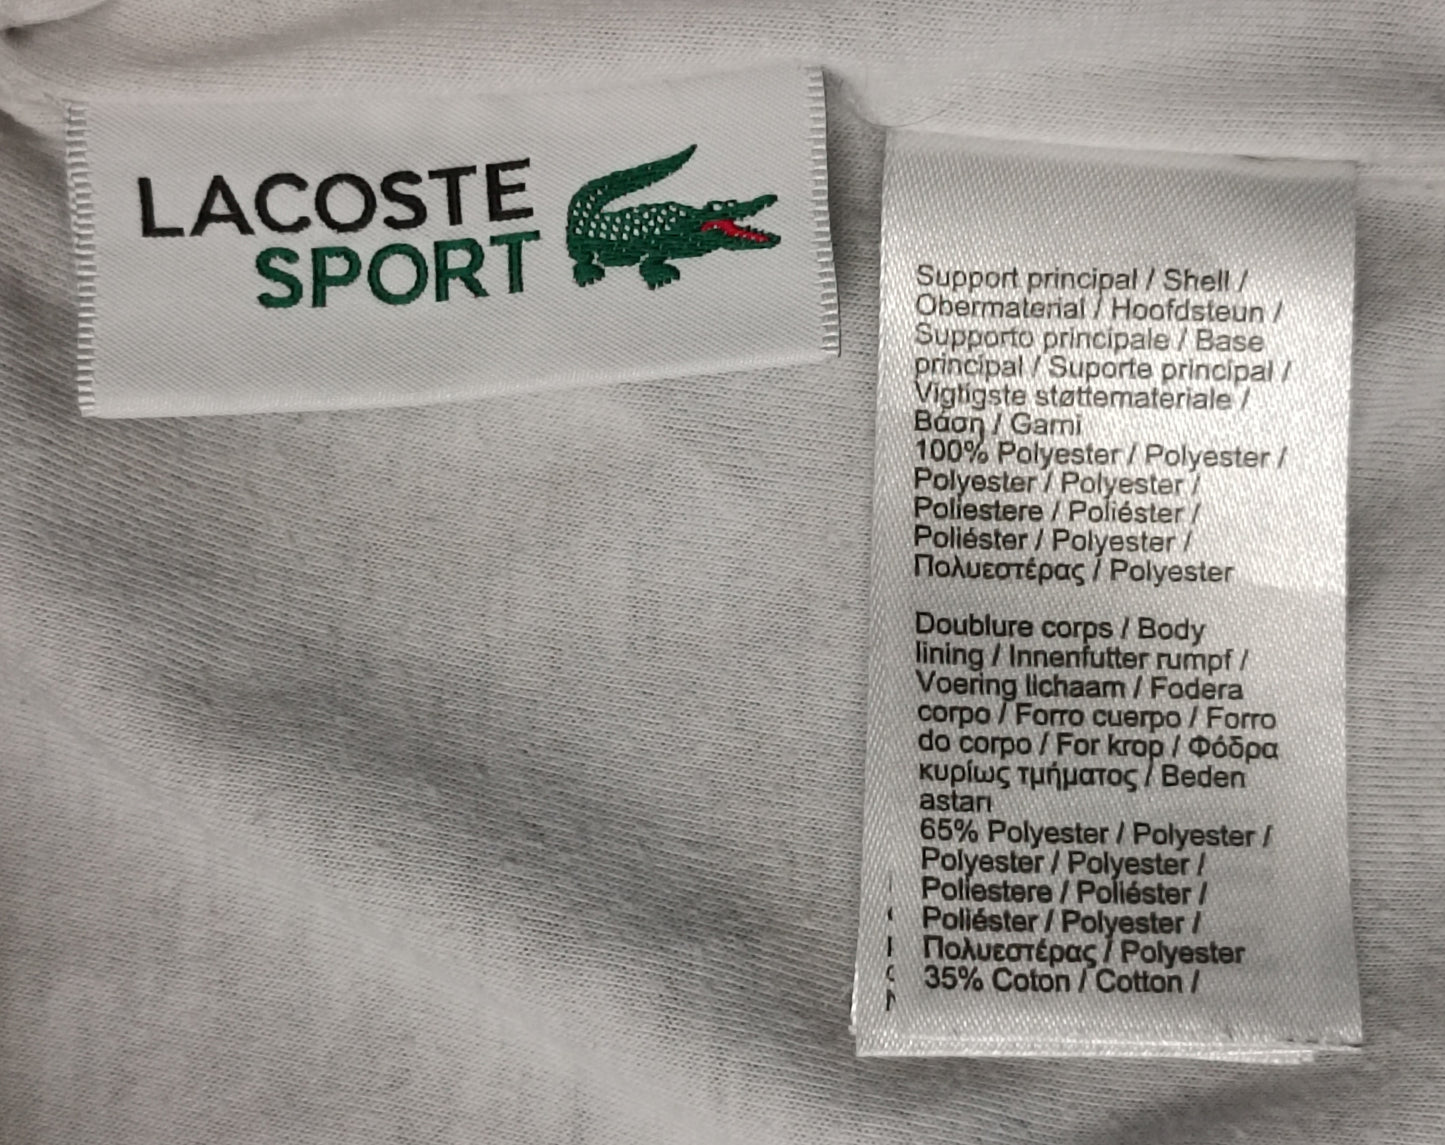 LACOSTE
SPORT
Support principal / Shell /
Obermaterial / Hoofdsteun /
Supporto principale / Base
principal / Suporte principal /
Vigtigste støttemateriale /
Βάση / Garni
100% Polyester / Polyester /
Polyester / Polyester /
Poliestere / Poliéster /
Poliéster / Polyester /
Πολυεστέρας / Polyester
Doublure corps / Body
lining / Innenfutter rumpf /
Voering lichaam / Fodera
corpo / Forro cuerpo / Forro
do corpo / For krop / Φόδρα
κυρίως τμήματος / Beden
astarı
65% Polyester / Polyester /
Polyester / Polyester /
Poliestere / Poliéster /
Poliéster / Polyester /
Πολυεστέρας / Polyester
35% Coton / Cotton /